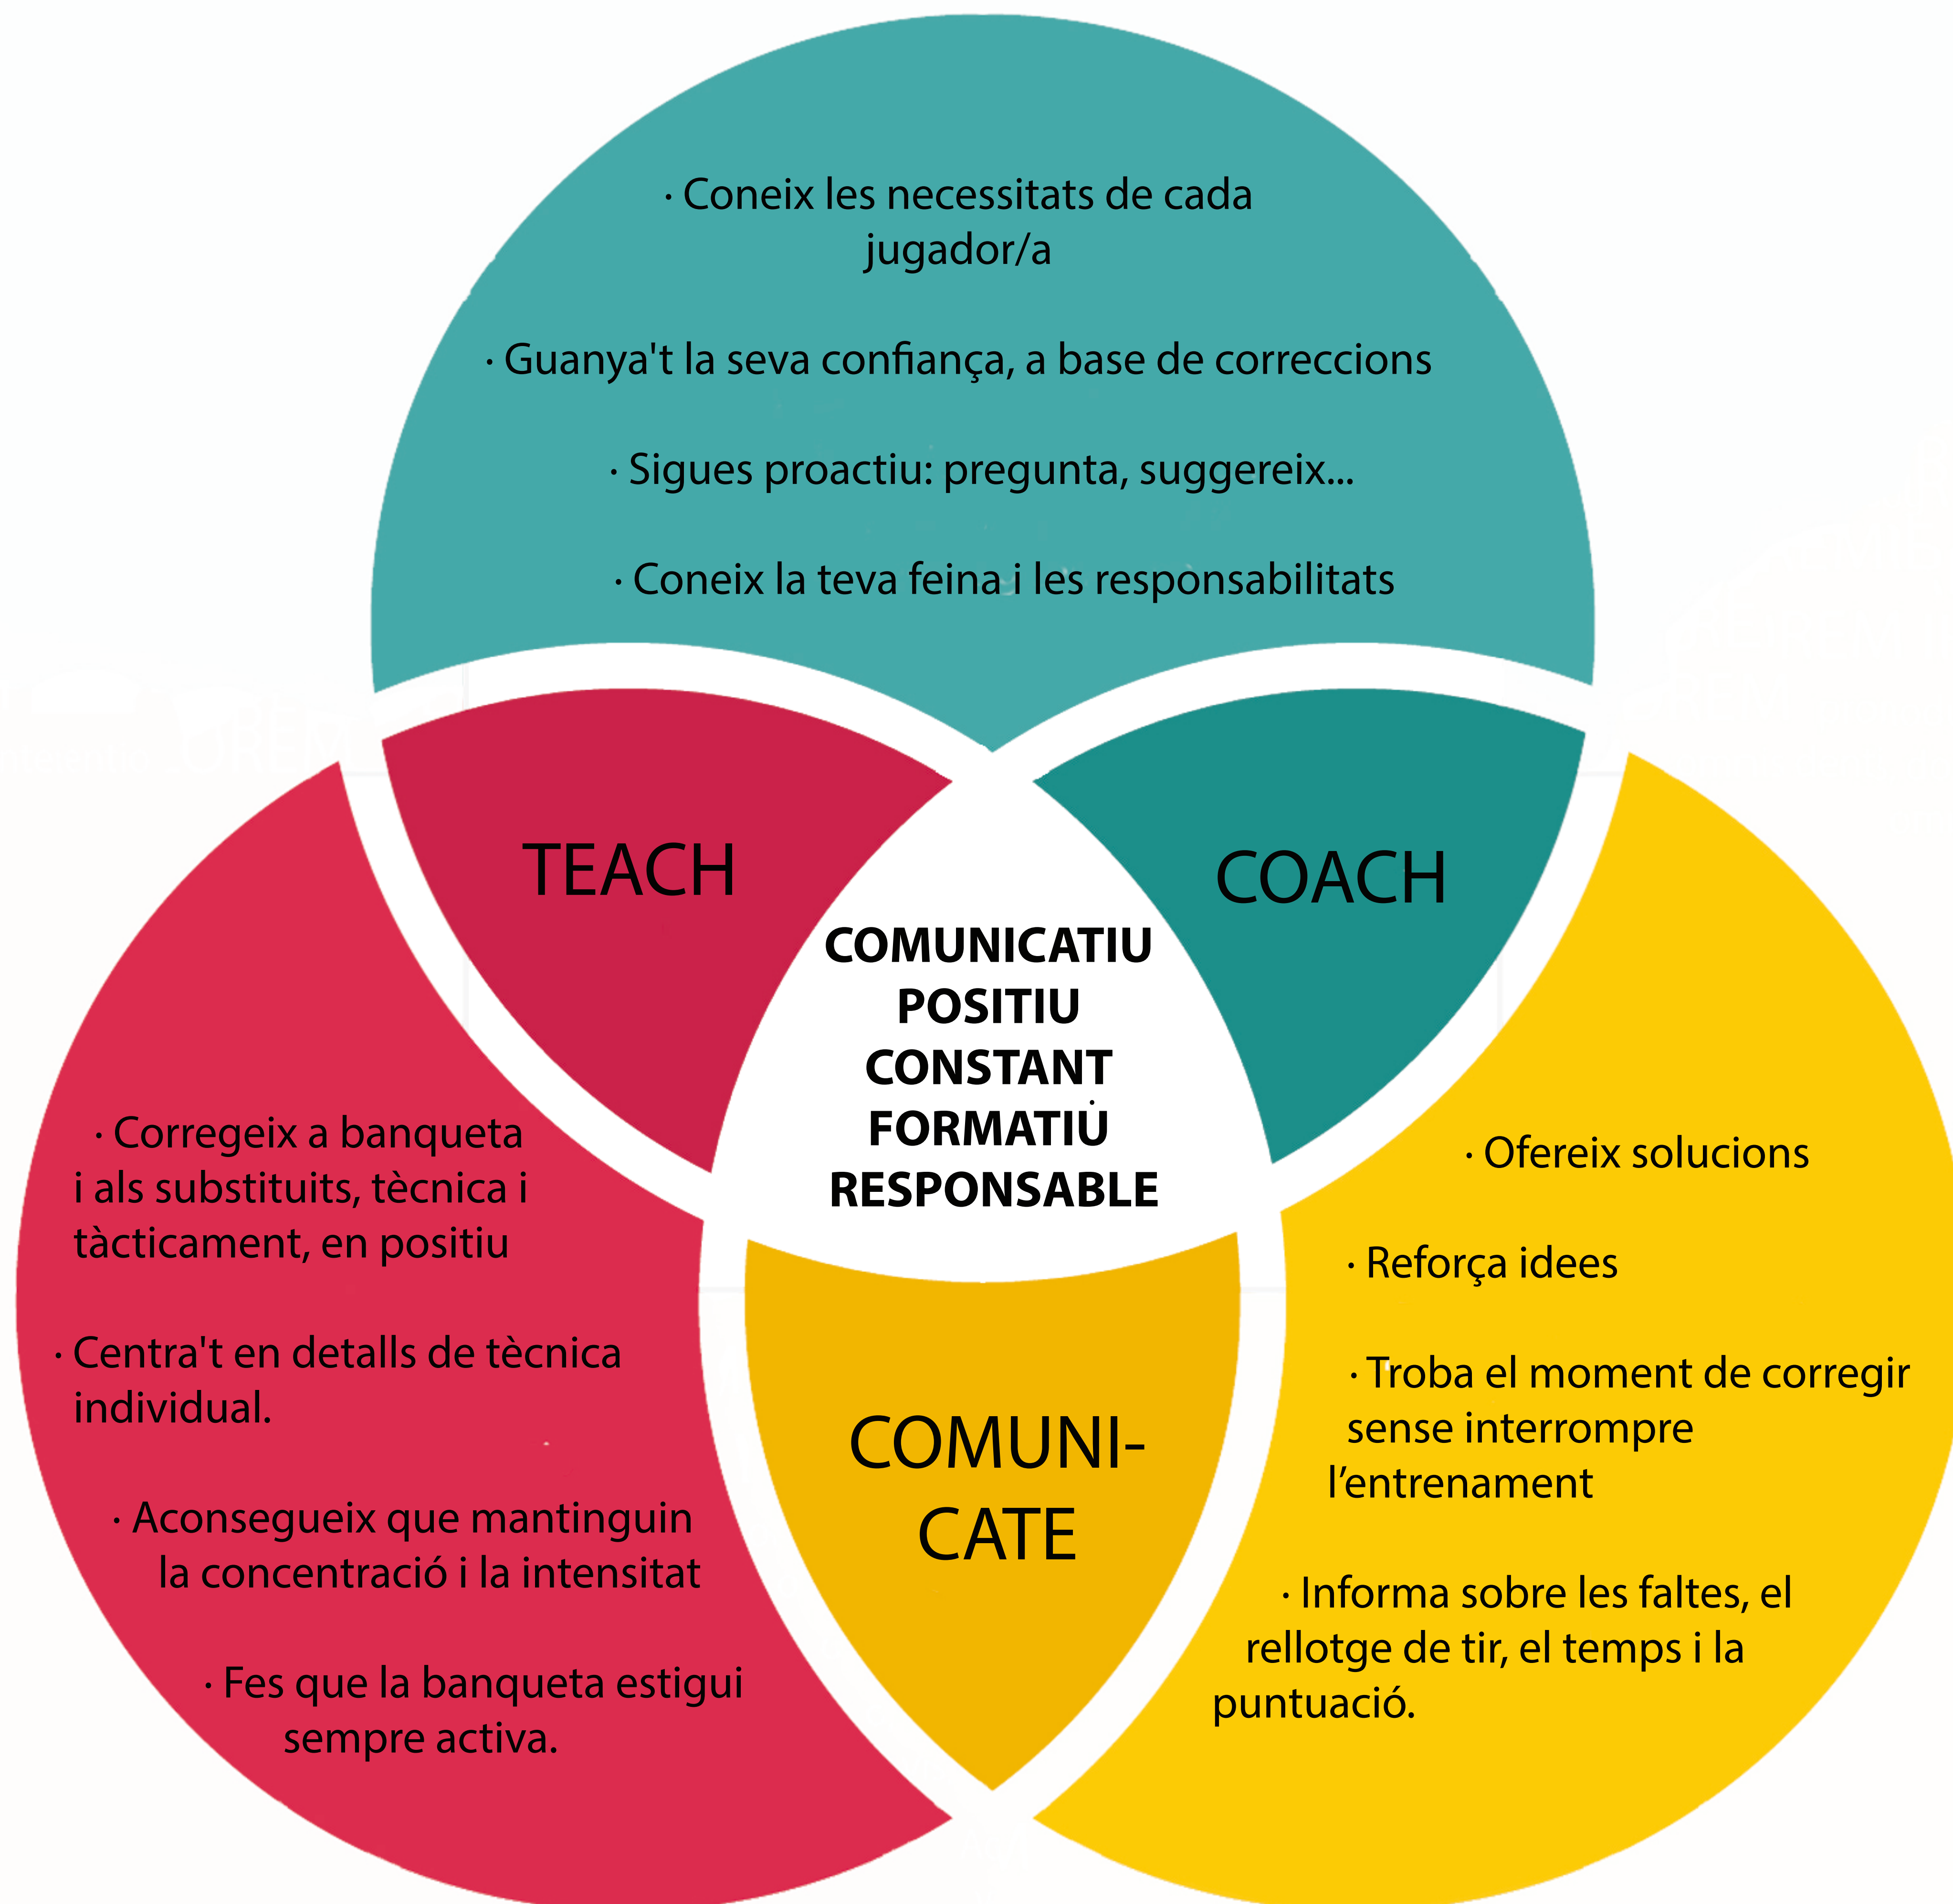 · Coneix les necessitats de cada
jugador/a
· Guanya't la seva confiança, a base de correccions
· Sigues proactiu: pregunta, suggereix...
· Coneix la teva feina i les responsabilitats
TEACH
COACH
COMUNICATIU
POSITIU
CONSTANT
FORMATIU
RESPONSABLE
· Corregeix a banqueta
i als substituits, tècnica i
tàcticament, en positiu
· Centra't en detalls de tècnica
individual.
· Aconsegueix que mantinguin
la concentració i la intensitat
· Fes que la banqueta estigui
sempre activa.
COMUNI-
CATE
· Ofereix solucions
· Reforça idees
· Troba el moment de corregir
sense interrompre
l’entrenament
· Informa sobre les faltes, el
rellotge de tir, el temps i la
puntuació.